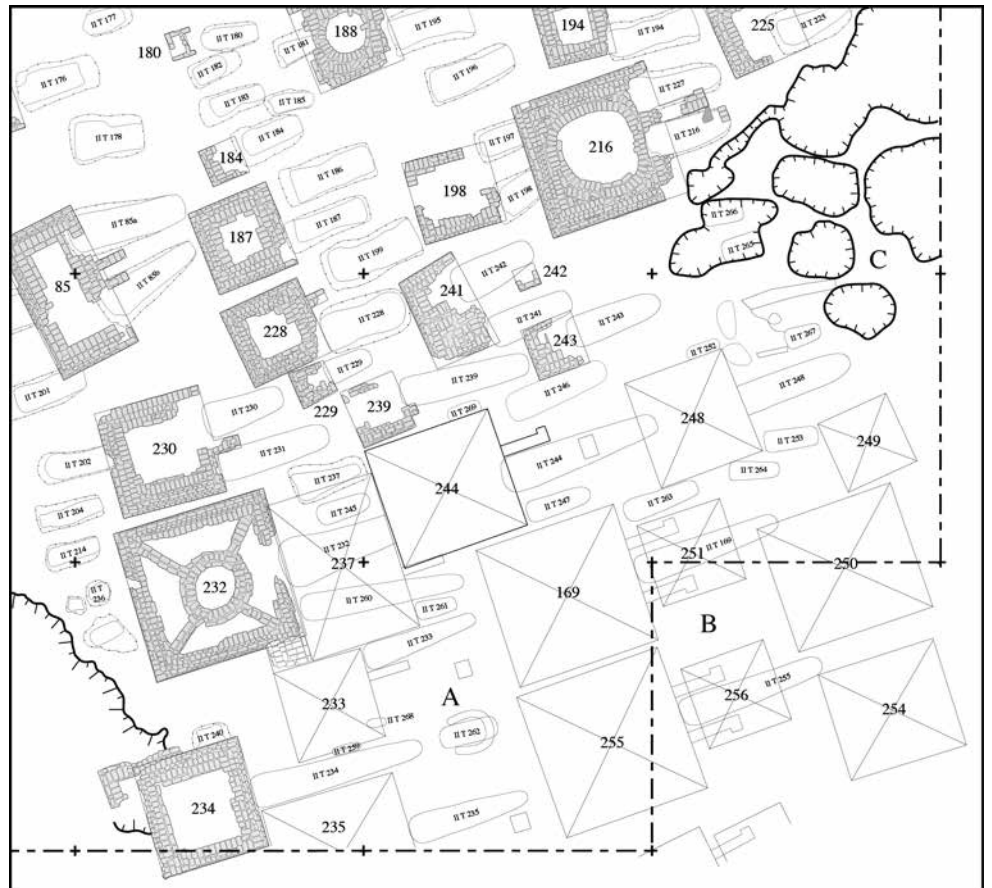 II T 177
180
II T 180
II T 181
188
II T 195
194
II T 194
225
II T 225
II T 176
II T 182
II T 196
II T 227
II T 183
II T 185
II T 178
II T 184
184
II T 197
216
II T 216
II T 186
198
II T 198
II T 85a
187
II T 187
II T 266
II T 199
II T 265
85
II T 85b
II T 242
242
C
241
228
II T 228
II T 241
II T 243
243
II T 267
II T 229
II T 252
II T 201
229
239
II T 239
II T 246
II T 248
II T 230
II T 269
248
230
II T 231
II T 253
249
II T 202
II T 244
II T 264
II T 237
244
II T 204
II T 245
II T 247
II T 263
II T 214
II T 232
II T 169
237
251
250
232
169
II T 236
II T 260
II T 261
B
II T 233
II T 255
256
A
233
254
II T 268
II T 240
II T 262
255
II T 259
II T 234
234
II T 235
235